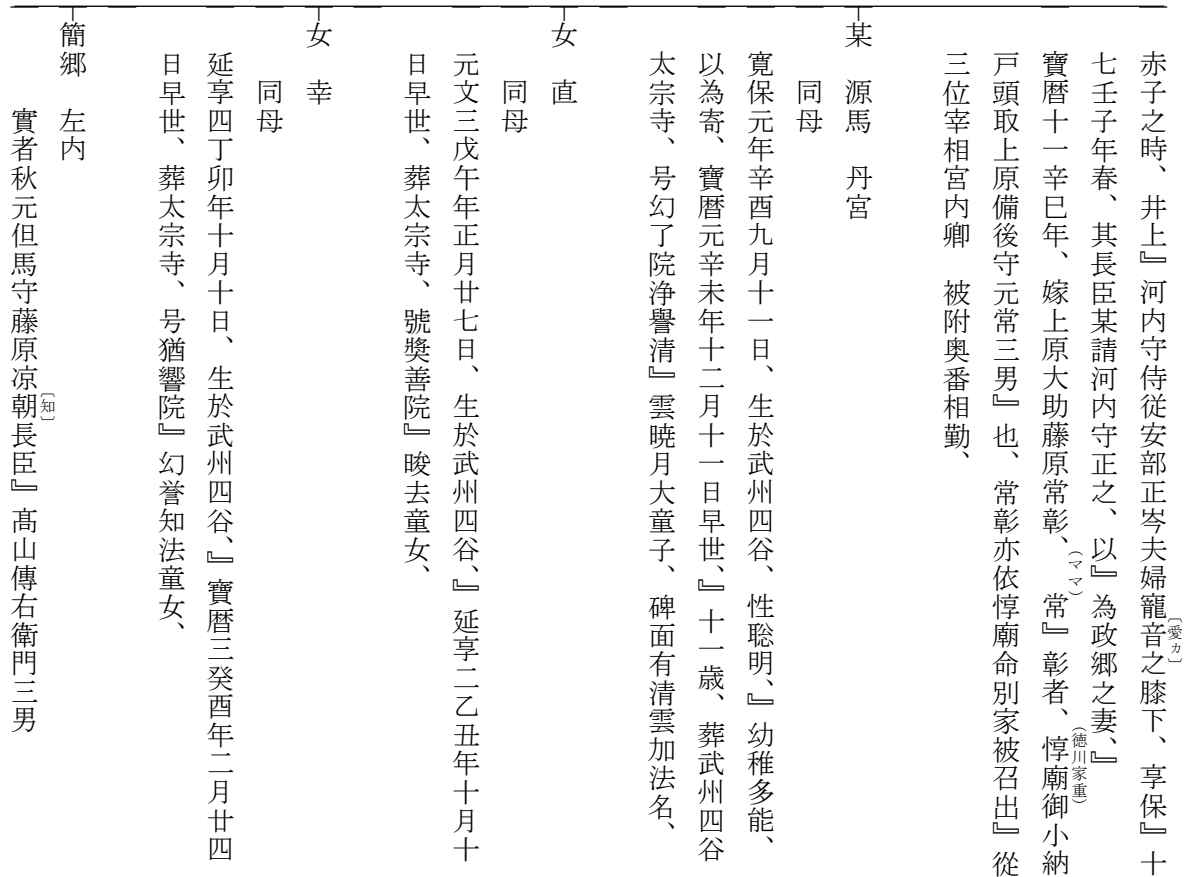 赤子之時、井上』河内守侍従安部正岑夫婦寵音〔愛ヵ〕之膝下、享保』十
七壬子年春、其長臣某請河内守正之、以』為政郷之妻、』
寶暦十一辛巳年、嫁上原大助藤原常彰、(ママ)常』彰者、惇廟(徳川家重)御小納
戸頭取上原備後守元常三男』也、常彰亦依惇廟命別家被召出』從
三位宰相宮内卿　被附奥番相勤、
某　源馬　丹宮
同母
寛保元年辛酉九月十一日、生於武州四谷、性聡明、』幼稚多能、
以為寄、寶暦元辛未年十二月十一日早世、』十一歳、葬武州四谷
太宗寺、号幻了院浄譽清』雲暁月大童子、碑面有清雲加法名、
女　直
同母
元文三戊午年正月廿七日、生於武州四谷、』延享二乙丑年十月十
日早世、葬太宗寺、號奬善院』晙去童女、
女　幸
同母
延享四丁卯年十月十日、生於武州四谷、』寶暦三癸酉年二月廿四
日早世、葬太宗寺、号猶響院』幻誉知法童女、
簡郷　左内
實者秋元但馬守藤原凉朝〔知〕長臣』髙山傳右衛門三男